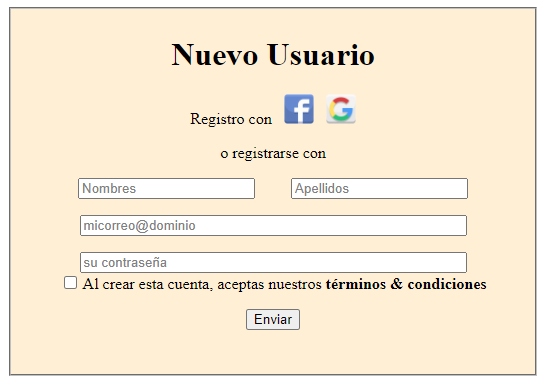 Nuevo Usuario
Registro con f G
o registrarse con
Nombres Apellidos
micorreo@dominio
su contraseña
Al crear esta cuenta, aceptas nuestros términos & condiciones
Enviar